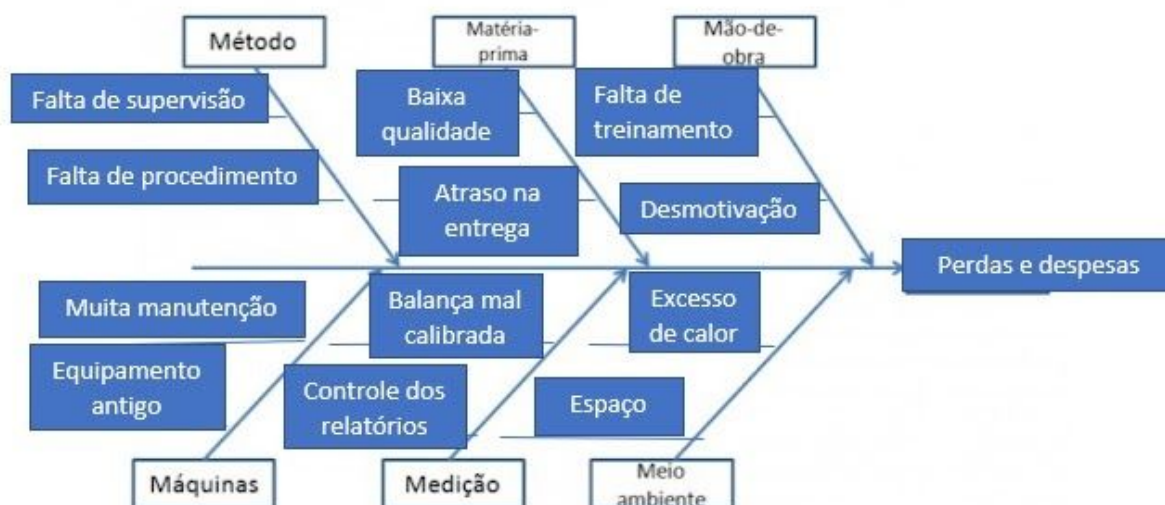 Método
Matéria-
prima
Mão-de-
obra
Falta de supervisão
Baixa
qualidade
Falta de
treinamento
Falta de procedimento
Atraso na
entrega
Desmotivação
Perdas e despesas
Muita manutenção
Balança mal
calibrada
Excesso
de calor
Equipamento
antigo
Controle dos
relatórios
Espaço
Máquinas
Medição
Meio
ambiente